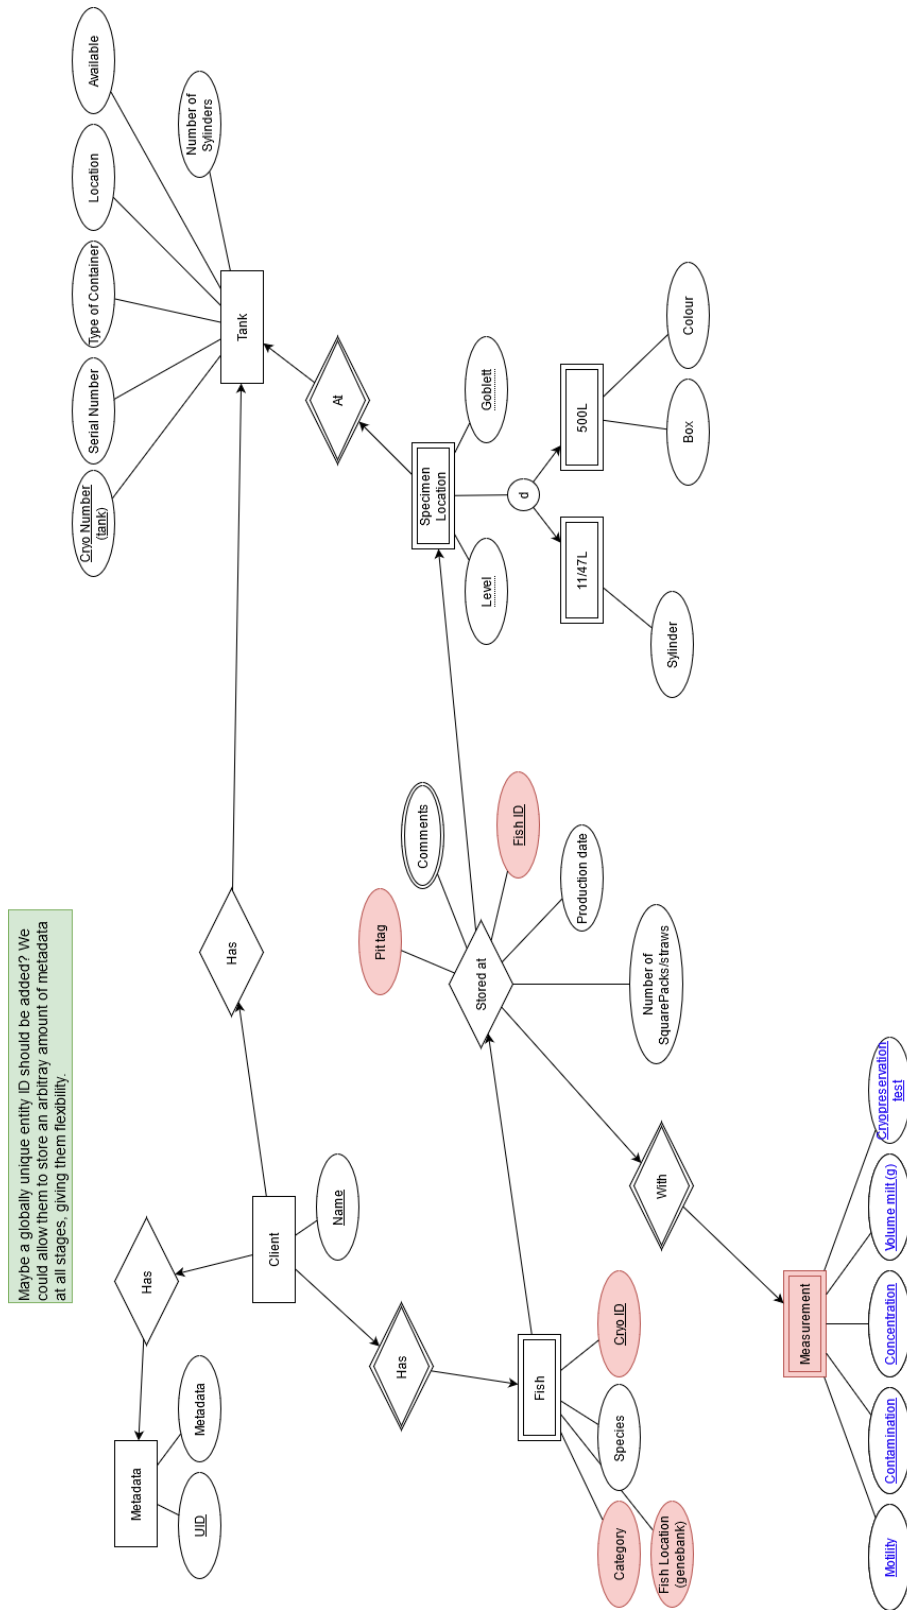 Maybe a globally unique entity ID should be added? We
could allow them to store an arbitray amount of metadata
at all stages, giving them flexibility.
Metadata
UID
Metadata
Has
Client
Name
Has
Has
Fish
Category
Fish Location
(genebank)
Species
Cryo ID
Stored at
Pit tag
Comments
Fish ID
Production date
Number of
SquarePacks/straws
With
Measurement
Motility
Contamination
Concentration
Volume milt (g)
Cryopreservation
test
Tank
Cryo Number
(tank)
Serial Number
Type of Container
Location
Available
Number of
Sylinders
At
Specimen
Location
Level
Goblett
d
11/47L
Sylinder
500L
Box
Colour